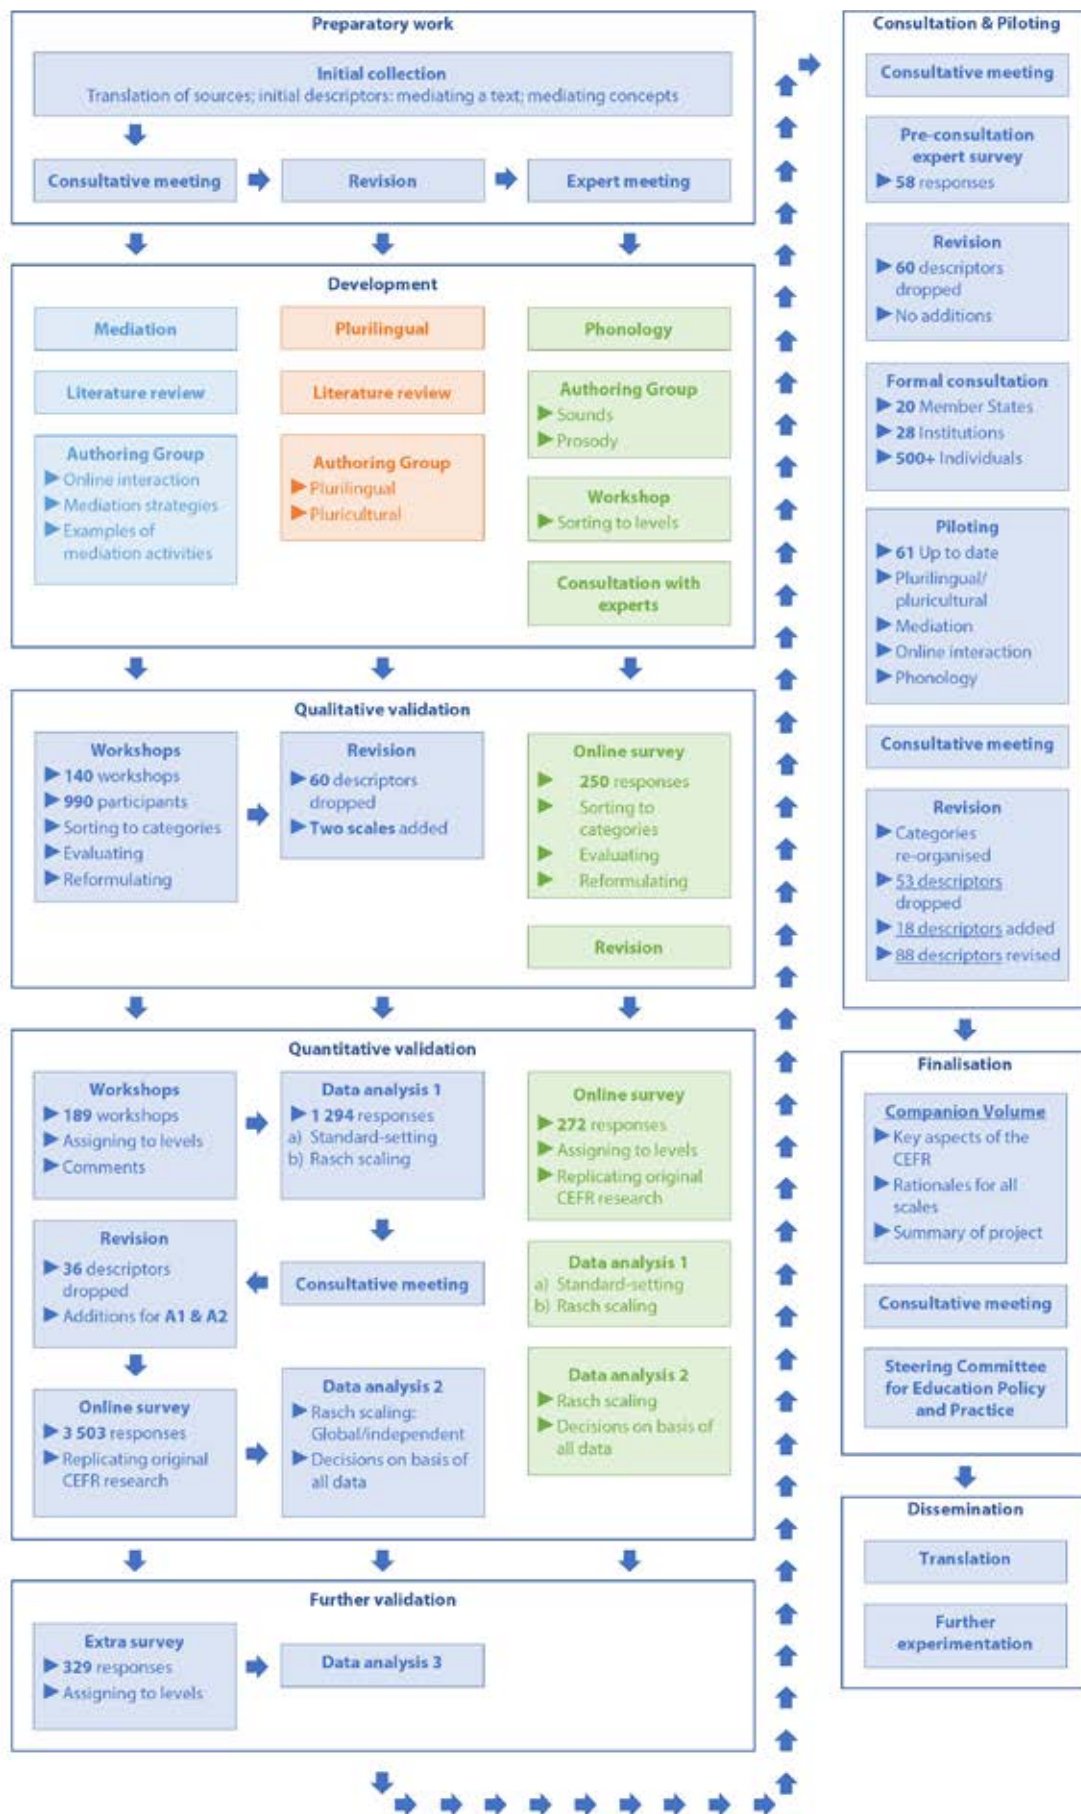 Preparatory work
Initial collection
Translation of sources; initial descriptors: mediating a text; mediating concepts
Consultative meeting
Revision
Expert meeting
Development
Mediation
Literature review
Authoring Group
Online interaction
Mediation strategies
Examples of
mediation activities
Plurilingual
Literature review
Authoring Group
Plurilingual
Pluricultural
Phonology
Authoring Group
Sounds
Prosody
Workshop
Sorting to levels
Consultation with
experts
Qualitative validation
Workshops
140 workshops
990 participants
Sorting to categories
Evaluating
Reformulating
Revision
60 descriptors
dropped
Two scales added
Online survey
250 responses
Sorting to
categories
Evaluating
Reformulating
Revision
Quantitative validation
Workshops
189 workshops
Assigning to levels
Comments
Data analysis 1
1 294 responses
a) Standard-setting
b) Rasch scaling
Consultative meeting
Revision
36 descriptors
dropped
Additions for A1 & A2
Online survey
3 503 responses
Replicating original
CEFR research
Data analysis 2
Rasch scaling:
Global/independent
Decisions on basis of
all data
Online survey
272 responses
Assigning to levels
Replicating original
CEFR research
Data analysis 1
a) Standard-setting
b) Rasch scaling
Data analysis 2
Rasch scaling
Decisions on basis of
all data
Further validation
Extra survey
329 responses
Assigning to levels
Data analysis 3
Consultation & Piloting
Consultative meeting
Pre-consultation
expert survey
58 responses
Revision
60 descriptors
dropped
No additions
Formal consultation
20 Member States
28 Institutions
500+ Individuals
Piloting
61 Up to date
Plurilingual/
pluricultural
Mediation
Online interaction
Phonology
Consultative meeting
Revision
Categories
re-organised
53 descriptors
dropped
18 descriptors added
88 descriptors revised
Finalisation
Companion Volume
Key aspects of the
CEFR
Rationales for all
scales
Summary of project
Consultative meeting
Steering Committee
for Education Policy
and Practice
Dissemination
Translation
Further
experimentation